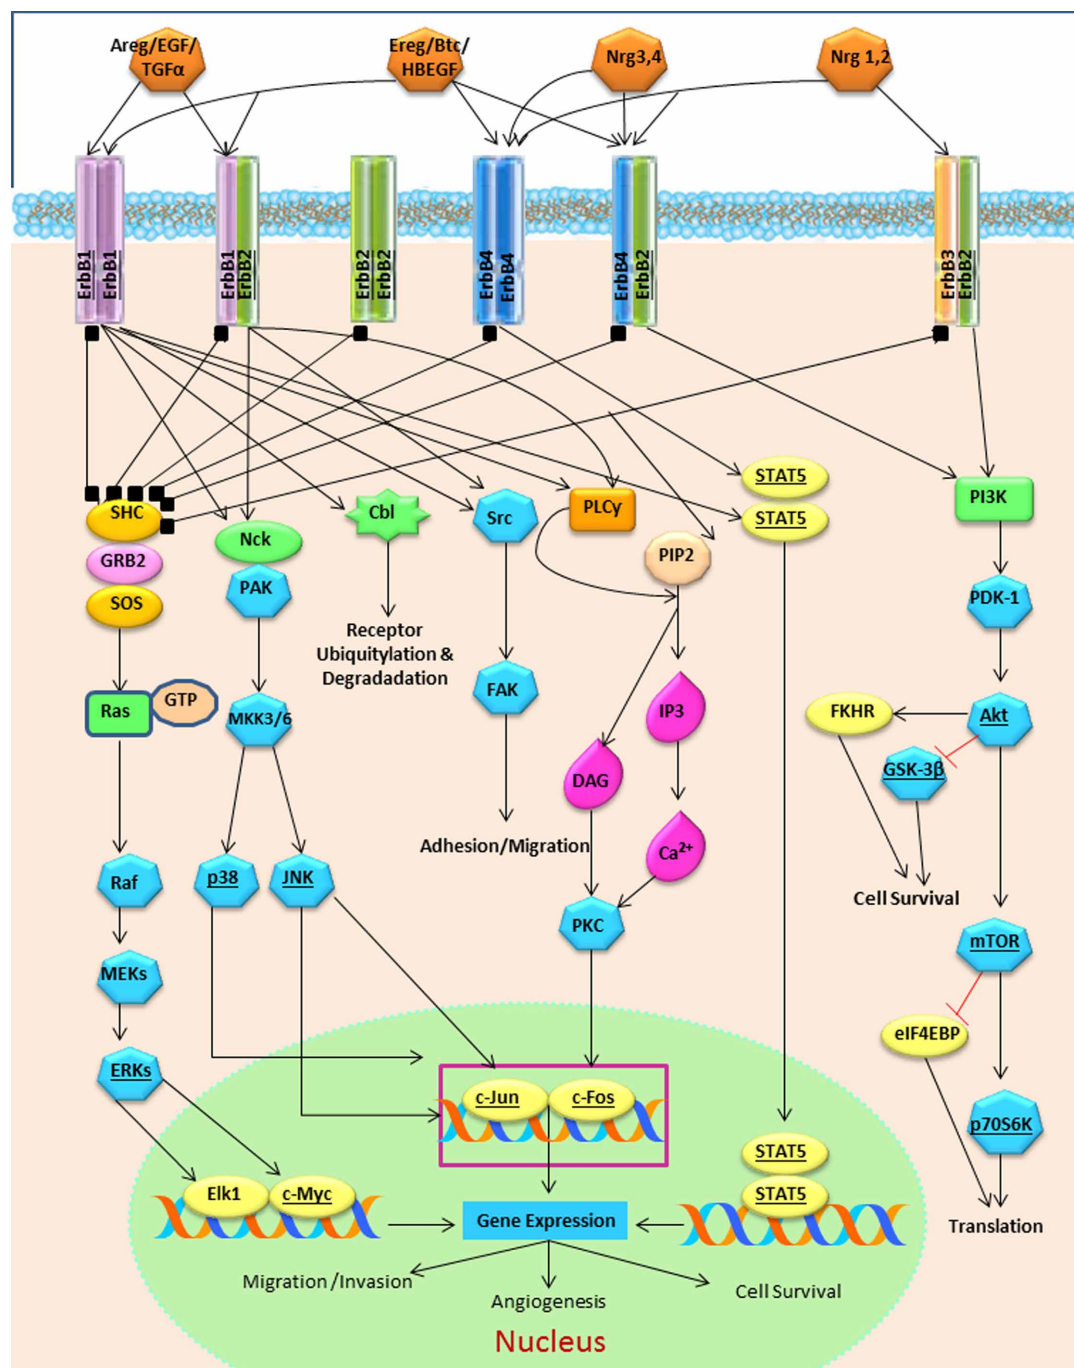 Areg/EGF/
TGFα
Ereg/Btc/
HBEGF
Nrg3,4
Nrg 1,2
ErbB1
ErbB1
ErbB1
ErbB2
ErbB2
ErbB2
ErbB4
ErbB4
ErbB4
ErbB2
ErbB3
ErbB2
STAT5
STAT5
SHC
GRB2
SOS
Nck
PAK
Cbl
Src
PLCγ
PIP2
PI3K
PDK-1
Receptor
Ubiquitylation &
Degradadation
Ras
GTP
MKK3/6
FAK
IP3
DAG
FKHR
Akt
GSK-3β
Adhesion/Migration
Ca²⁺
Raf
p38
JNK
PKC
Cell Survival
MEKs
mTOR
eIF4EBP
ERKs
c-Jun
c-Fos
p70S6K
STAT5
STAT5
Elk1
c-Myc
Gene Expression
Translation
Migration /Invasion
Angiogenesis
Cell Survival
Nucleus